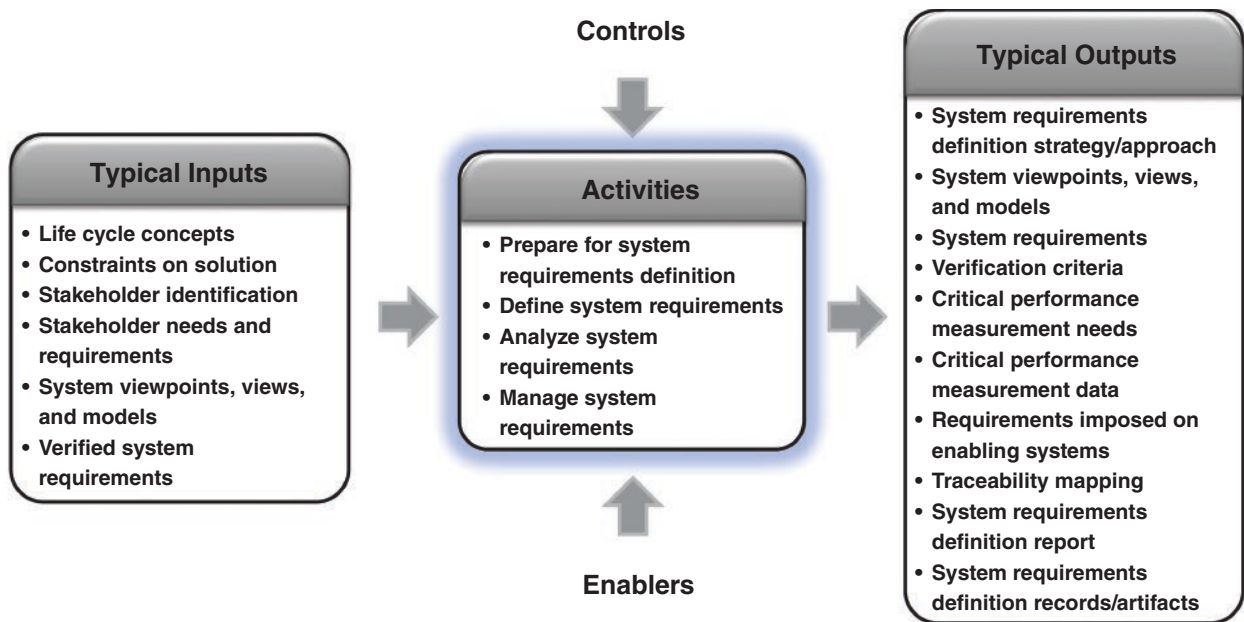 Controls
Typical Inputs
• Life cycle concepts
• Constraints on solution
• Stakeholder identification
• Stakeholder needs and
requirements
• System viewpoints, views,
and models
• Verified system
requirements
Activities
• Prepare for system
requirements definition
• Define system requirements
• Analyze system
requirements
• Manage system
requirements
Enablers
Typical Outputs
• System requirements
definition strategy/approach
• System viewpoints, views,
and models
• System requirements
• Verification criteria
• Critical performance
measurement needs
• Critical performance
measurement data
• Requirements imposed on
enabling systems
• Traceability mapping
• System requirements
definition report
• System requirements
definition records/artifacts